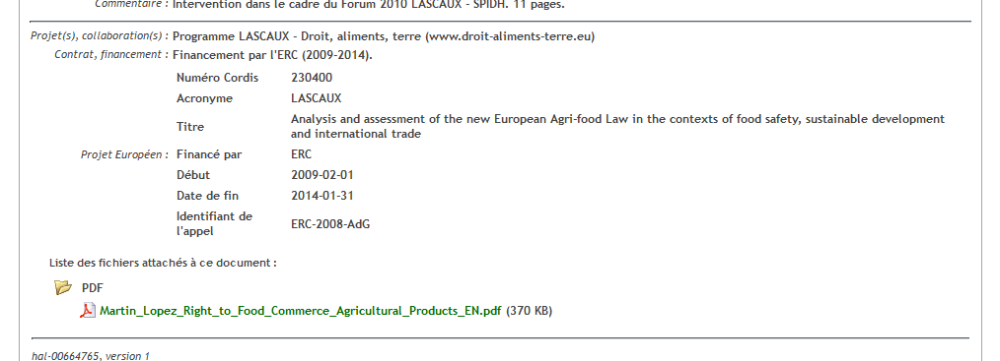 Commentaire : Intervention dans le cadre du Forum 2010 LASCAUX - SPIDH. 11 pages.
Projet(s), collaboration(s) : Programme LASCAUX - Droit, aliments, terre (www.droit-aliments-terre.eu)
Contrat, financement : Financement par l'ERC (2009-2014).
Numéro Cordis 230400
Acronyme LASCAUX
Titre Analysis and assessment of the new European Agri-food Law in the contexts of food safety, sustainable development
and international trade
Projet Européen : Financé par ERC
Début 2009-02-01
Date de fin 2014-01-31
Identifiant de
l'appel ERC-2008-AdG
Liste des fichiers attachés à ce document :
PDF
Martin_Lopez_Right_to_Food_Commerce_Agricultural_Products_EN.pdf (370 KB)
hal-00664765, version 1